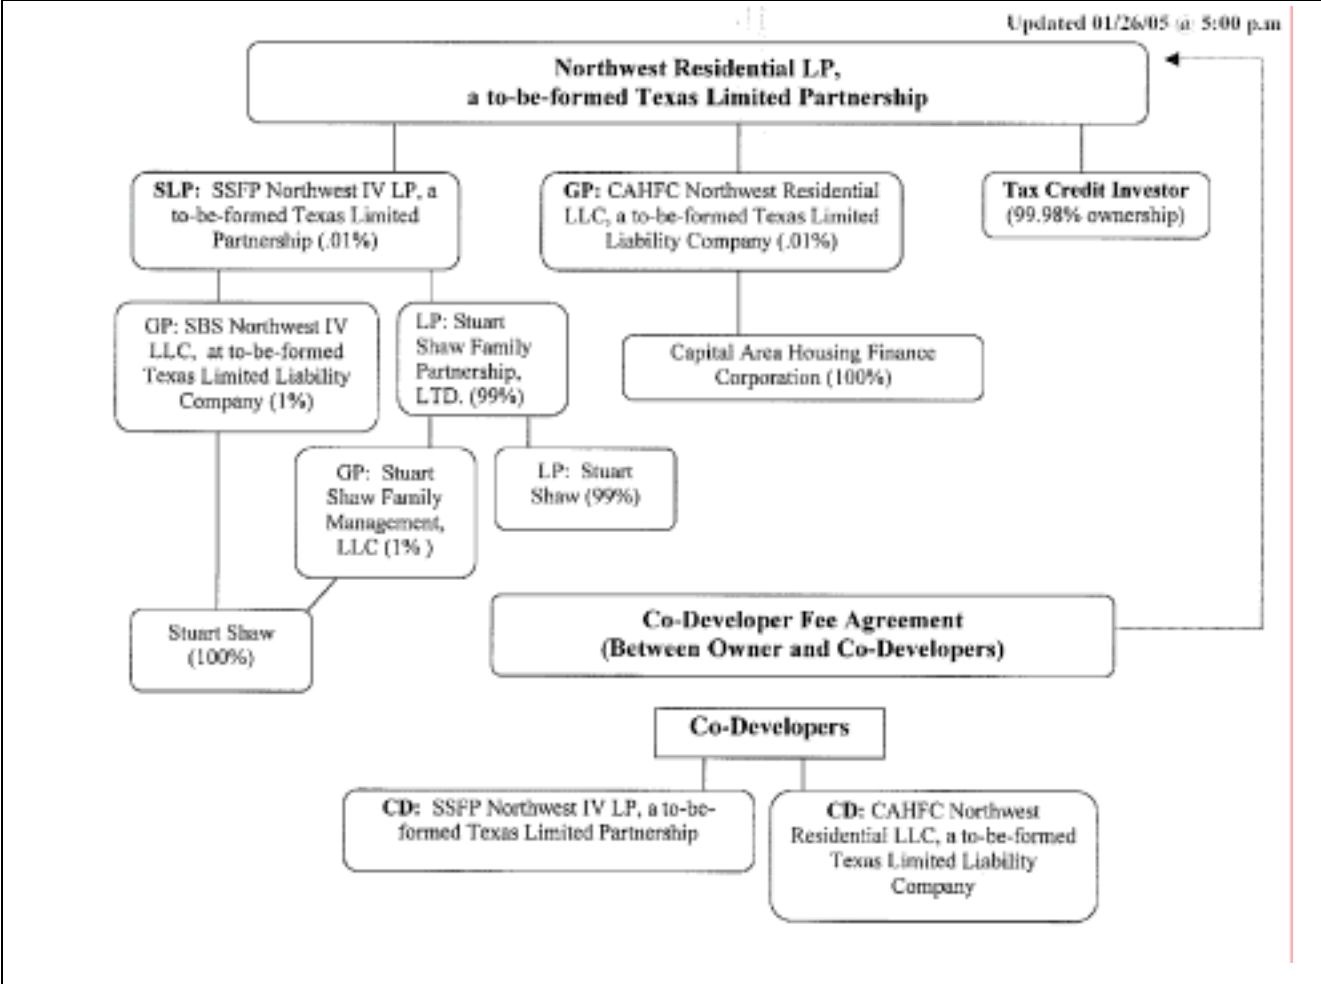 Updated 01/26/05 @ 5:00 p.m
Northwest Residential LP,
a to-be-formed Texas Limited Partnership
SLP: SSFP Northwest IV LP, a
to-be-formed Texas Limited
Partnership (.01%)
GP: CAHFC Northwest Residential
LLC, a to-be-formed Texas Limited
Liability Company (.01%)
Tax Credit Investor
(99.98% ownership)
GP: SBS Northwest IV
LLC, at to-be-formed
Texas Limited Liability
Company (1%)
LP: Stuart
Shaw Family
Partnership,
LTD. (99%)
Capital Area Housing Finance
Corporation (100%)
GP: Stuart
Shaw Family
Management,
LLC (1% )
LP: Stuart
Shaw (99%)
Stuart Shaw
(100%)
Co-Developer Fee Agreement
(Between Owner and Co-Developers)
Co-Developers
CD: SSFP Northwest IV LP, a to-be-
formed Texas Limited Partnership
CD: CAHFC Northwest
Residential LLC, a to-be-formed
Texas Limited Liability
Company